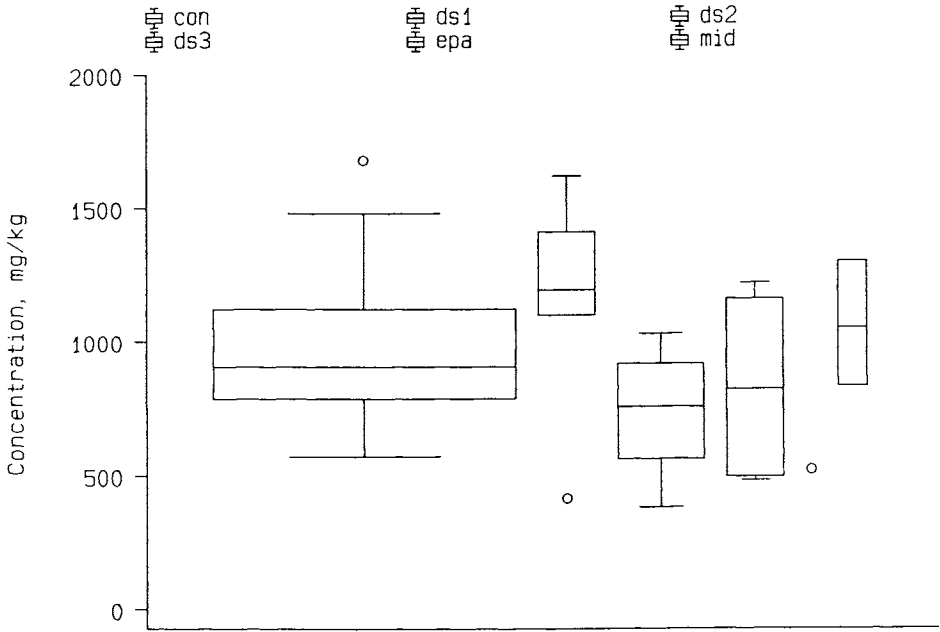 con ds1 ds2
ds3 epa mid
2000
1500
1000
500
0
Concentration, mg/kg